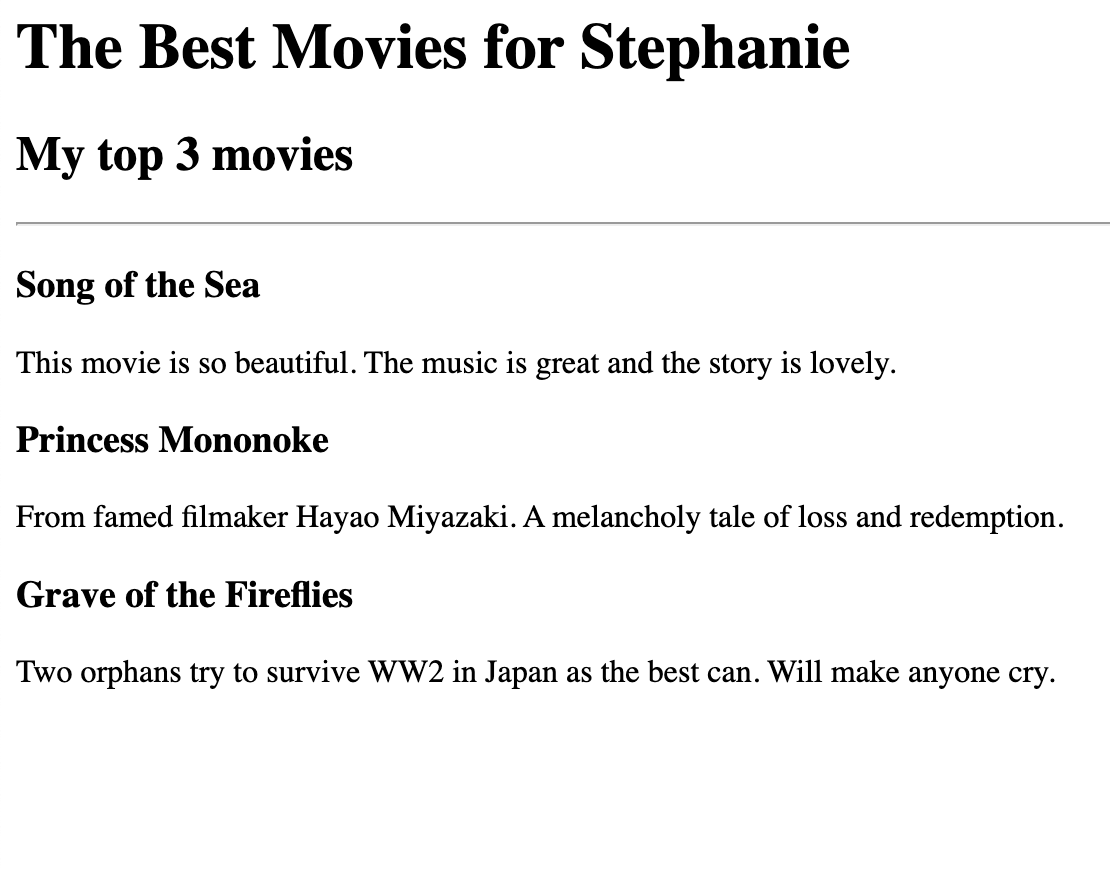 The Best Movies for Stephanie
My top 3 movies
Song of the Sea
This movie is so beautiful. The music is great and the story is lovely.
Princess Mononoke
From famed filmaker Hayao Miyazaki. A melancholy tale of loss and redemption.
Grave of the Fireflies
Two orphans try to survive WW2 in Japan as the best can. Will make anyone cry.